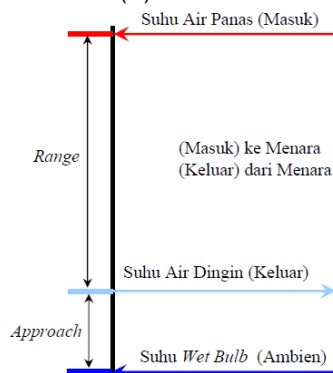 Suhu Air Panas (Masuk)
Range
(Masuk) ke Menara
(Keluar) dari Menara
Suhu Air Dingin (Keluar)
Approach
Suhu Wet Bulb (Ambien)